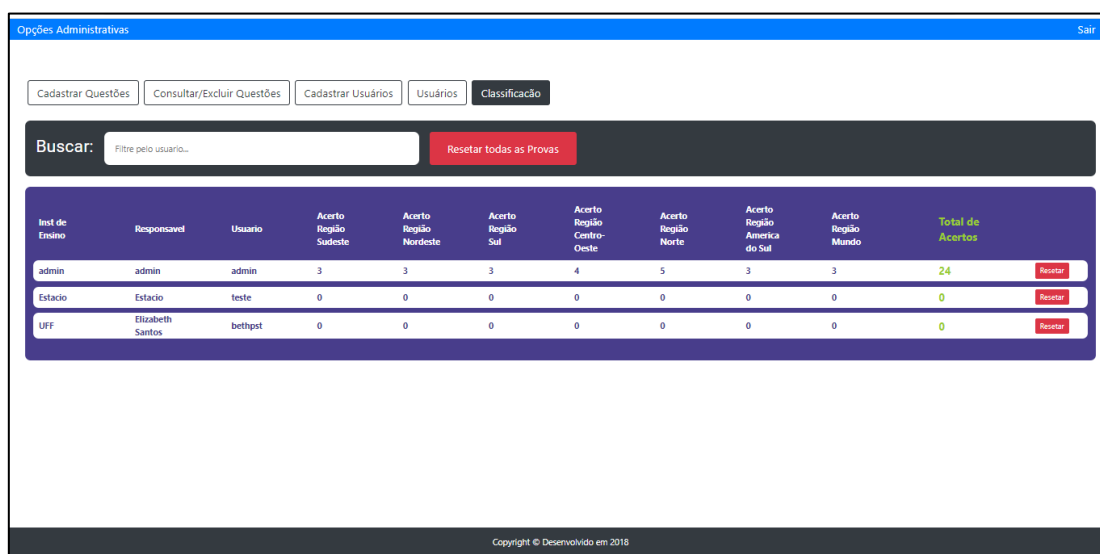 Opções Administrativas Sair
Cadastrar Questões Consultar/Excluir Questões Cadastrar Usuários Usuários Classificacão
Buscar: Filtre pelo usuario... Resetar todas as Provas
Inst de Ensino Responsavel Usuario Acerto Região Sudeste Acerto Região Nordeste Acerto Região Sul Acerto Região Centro-Oeste Acerto Região Norte Acerto Região America do Sul Acerto Região Mundo Total de Acertos
admin admin admin 3 3 3 4 5 3 3 24 Resetar
Estacio Estacio teste 0 0 0 0 0 0 0 0 Resetar
UFF Elizabeth Santos bethpst 0 0 0 0 0 0 0 0 Resetar
Copyright © Desenvolvido em 2018